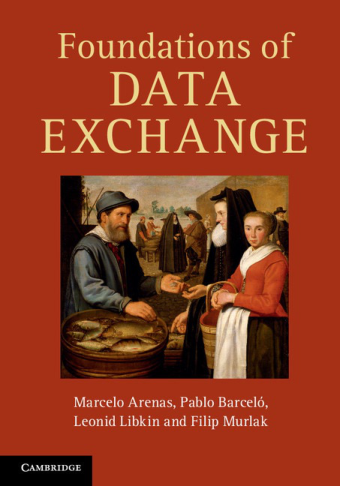 Foundations of
DATA
EXCHANGE
Marcelo Arenas, Pablo Barceló,
Leonid Libkin and Filip Murlak
CAMBRIDGE